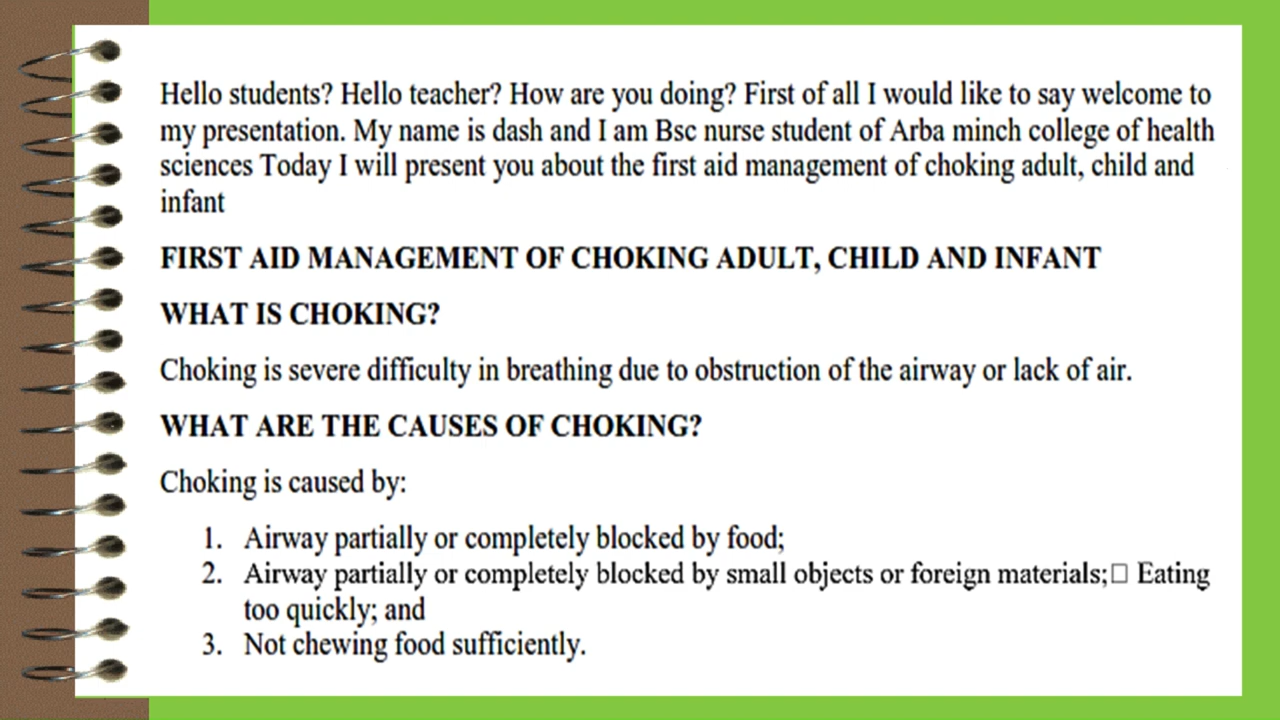 Hello students? Hello teacher? How are you doing? First of all I would like to say welcome to
my presentation. My name is dash and I am Bsc nurse student of Arba minch college of health
sciences Today I will present you about the first aid management of choking adult, child and
infant
FIRST AID MANAGEMENT OF CHOKING ADULT, CHILD AND INFANT
WHAT IS CHOKING?
Choking is severe difficulty in breathing due to obstruction of the airway or lack of air.
WHAT ARE THE CAUSES OF CHOKING?
Choking is caused by:
1. Airway partially or completely blocked by food;
2. Airway partially or completely blocked by small objects or foreign materials;□ Eating
too quickly; and
3. Not chewing food sufficiently.